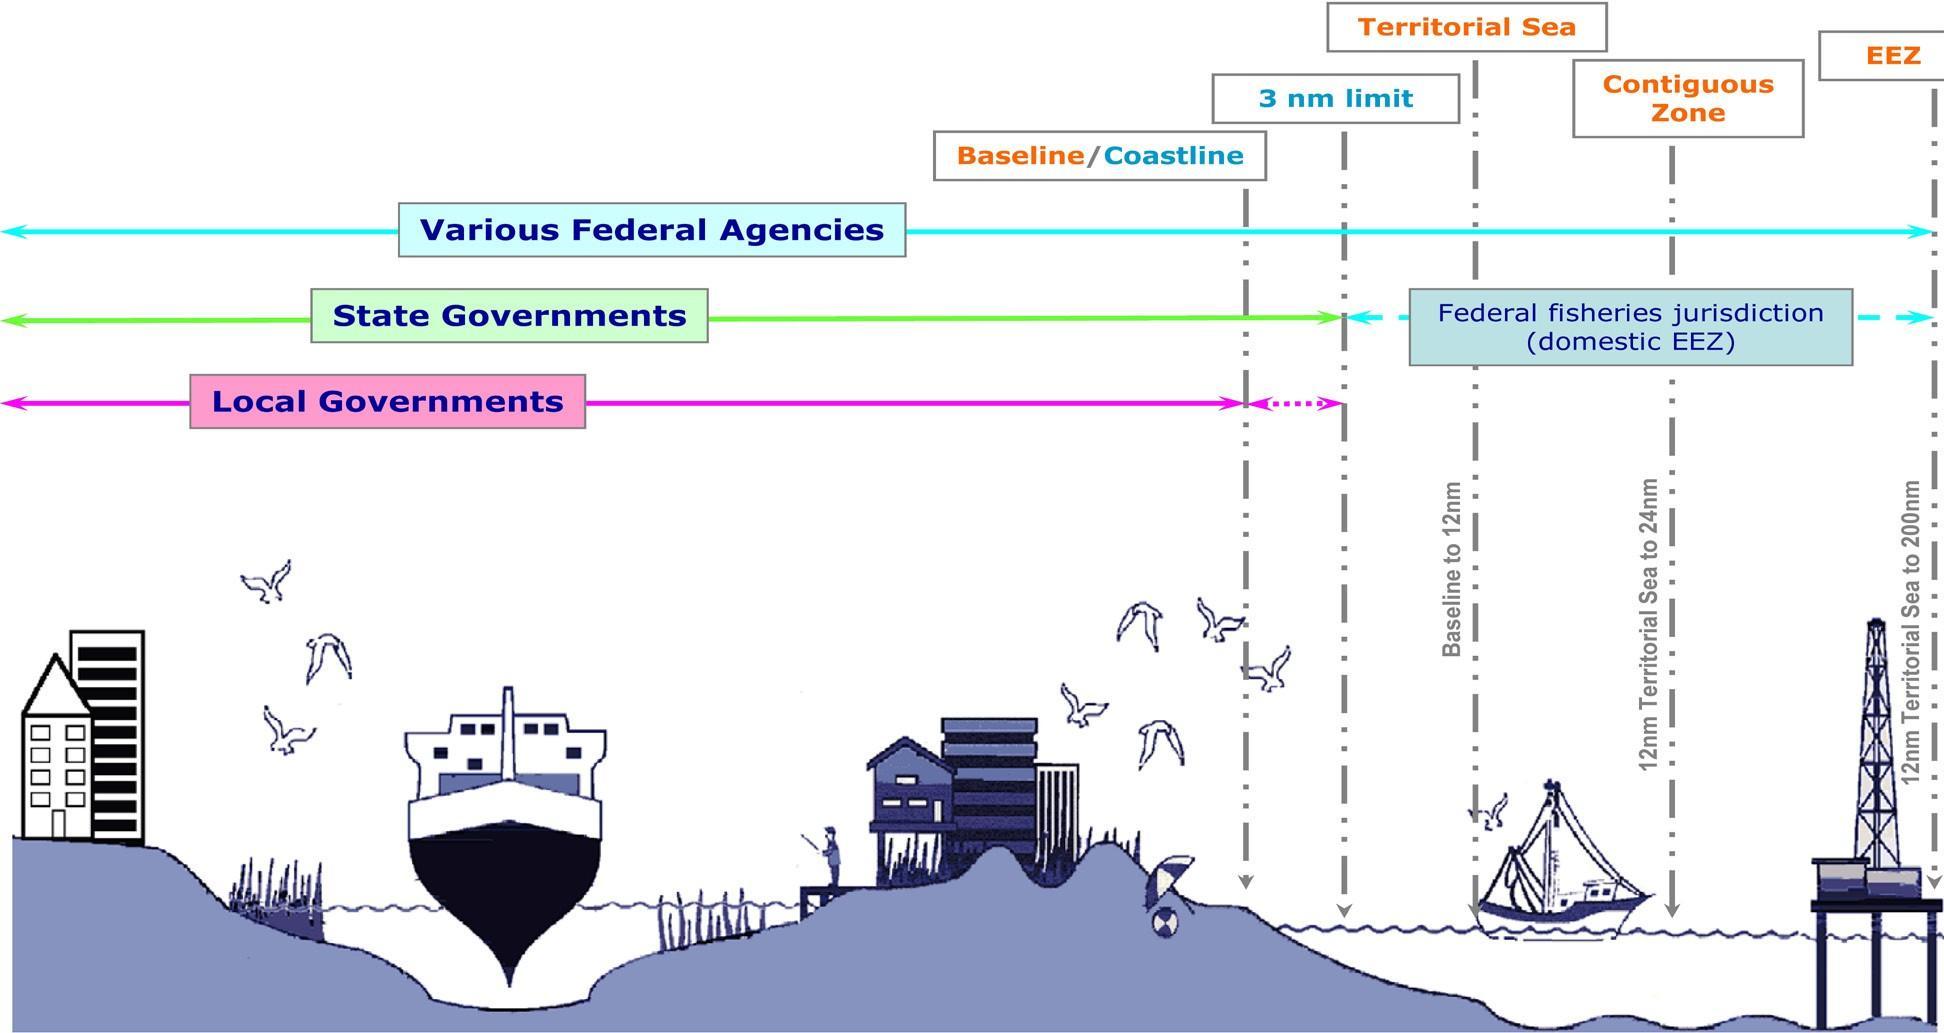 Territorial Sea
EEZ
3 nm limit
Contiguous
Zone
Baseline/Coastline
Various Federal Agencies
State Governments
Federal fisheries jurisdiction
(domestic EEZ)
Local Governments
Baseline to 12nm
12nm Territorial Sea to 24nm
12nm Territorial Sea to 200nm